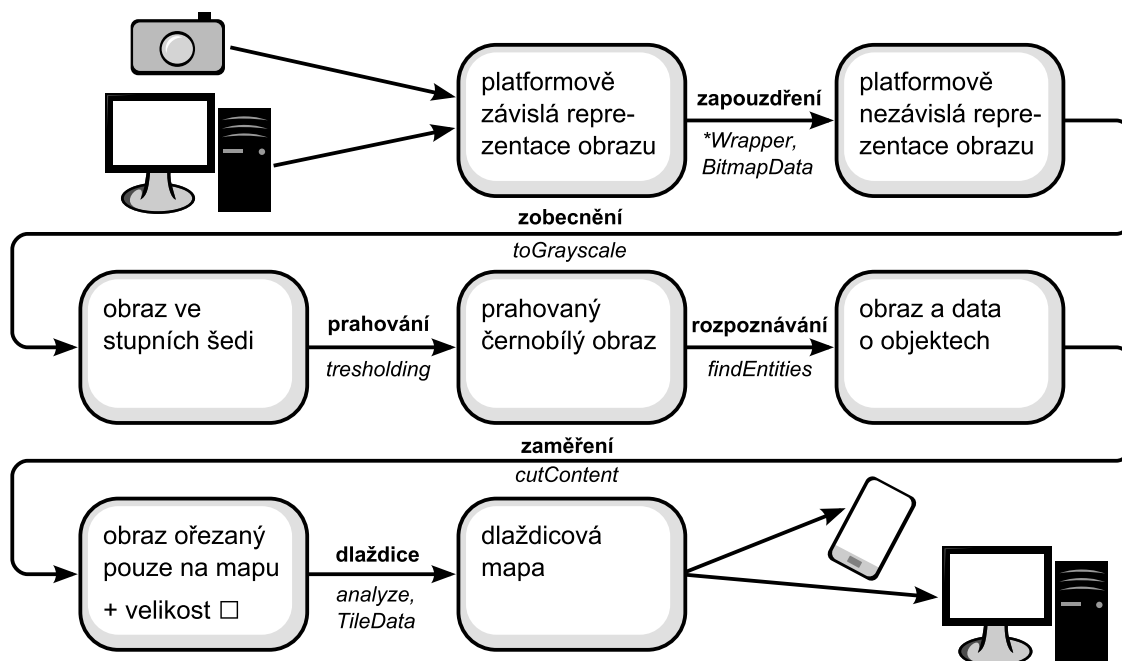 platformově
závislá repre-
zentace obrazu
zapouzdření
*Wrapper,
BitmapData
platformově
nezávislá repre-
zentace obrazu
zobecnění
toGrayscale
obraz ve
stupních šedi
prahování
tresholding
prahovaný
černobílý obraz
rozpoznávání
findEntities
obraz a data
o objektech
zaměření
cutContent
obraz ořezaný
pouze na mapu
+ velikost □
dlaždice
analyze,
TileData
dlaždicová
mapa